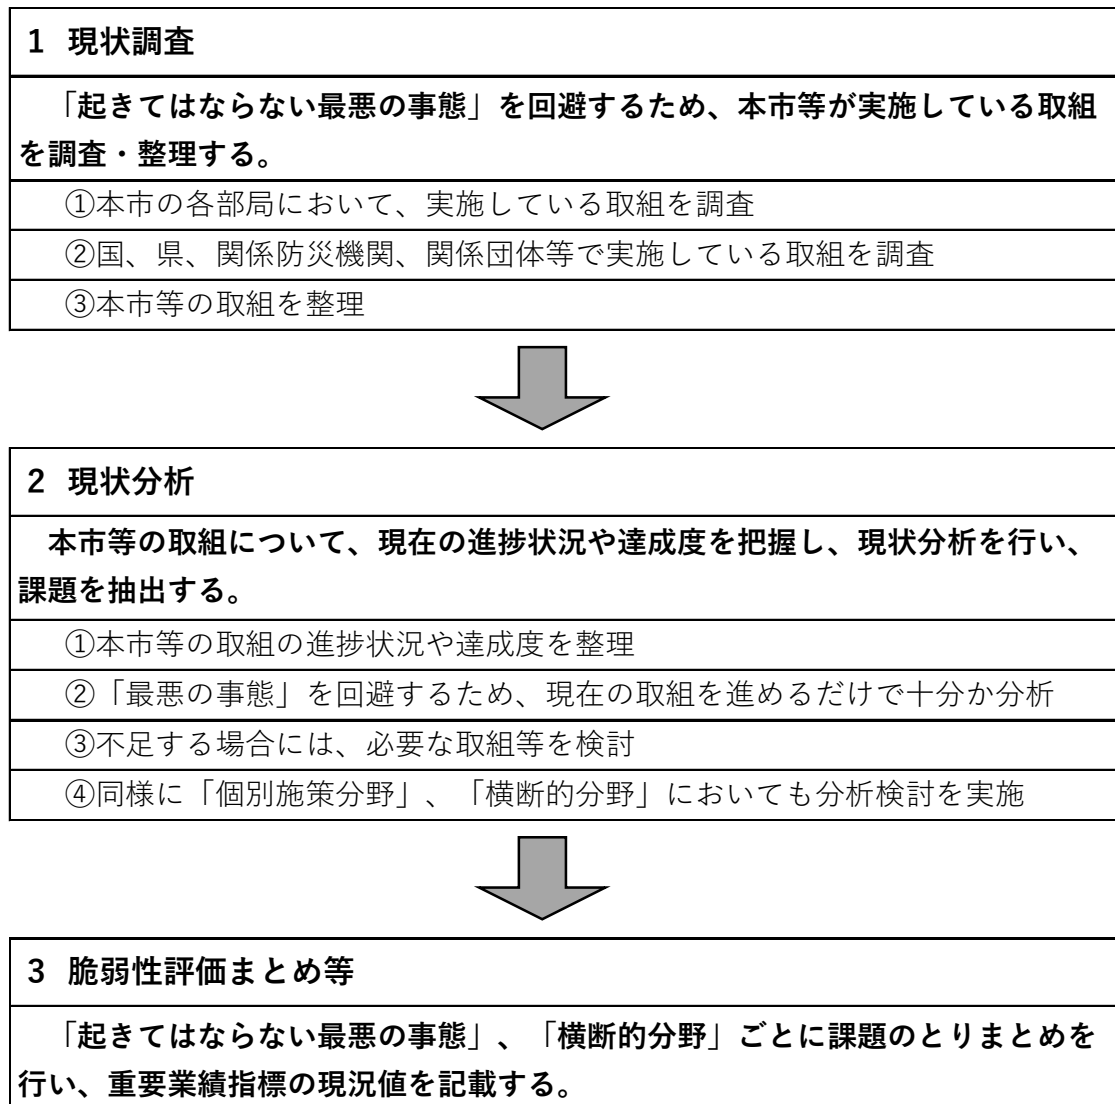 1 現状調査
「起きてはならない最悪の事態」を回避するため、本市等が実施している取組
を調査・整理する。
①本市の各部局において、実施している取組を調査
②国、県、関係防災機関、関係団体等で実施している取組を調査
③本市等の取組を整理
2 現状分析
本市等の取組について、現在の進捗状況や達成度を把握し、現状分析を行い、
課題を抽出する。
①本市等の取組の進捗状況や達成度を整理
②「最悪の事態」を回避するため、現在の取組を進めるだけで十分か分析
③不足する場合には、必要な取組等を検討
④同様に「個別施策分野」、「横断的分野」においても分析検討を実施
3 脆弱性評価まとめ等
「起きてはならない最悪の事態」、「横断的分野」ごとに課題のとりまとめを
行い、重要業績指標の現況値を記載する。